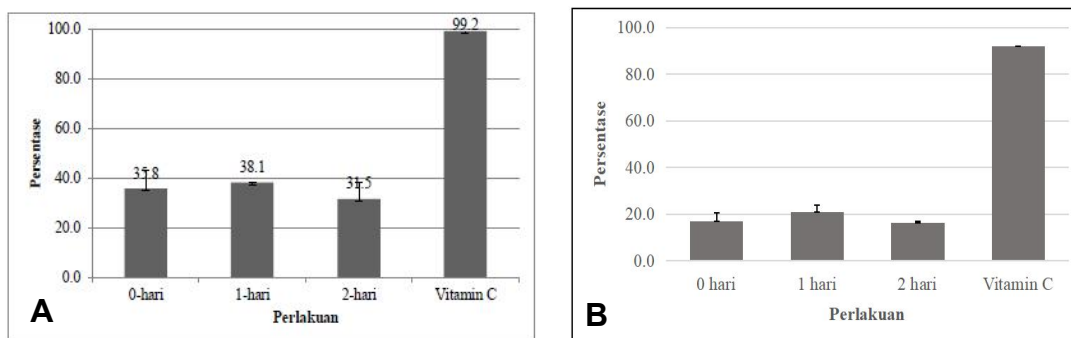 100.0
80.0
60.0
40.0
20.0
0.0
Persentase
35.8
38.1
31.5
99.2
0-hari 1-hari 2-hari Vitamin C
Perlakuan
A
100.0
80.0
60.0
40.0
20.0
0.0
Persentase
0 hari 1 hari 2 hari Vitamin C
Perlakuan
B